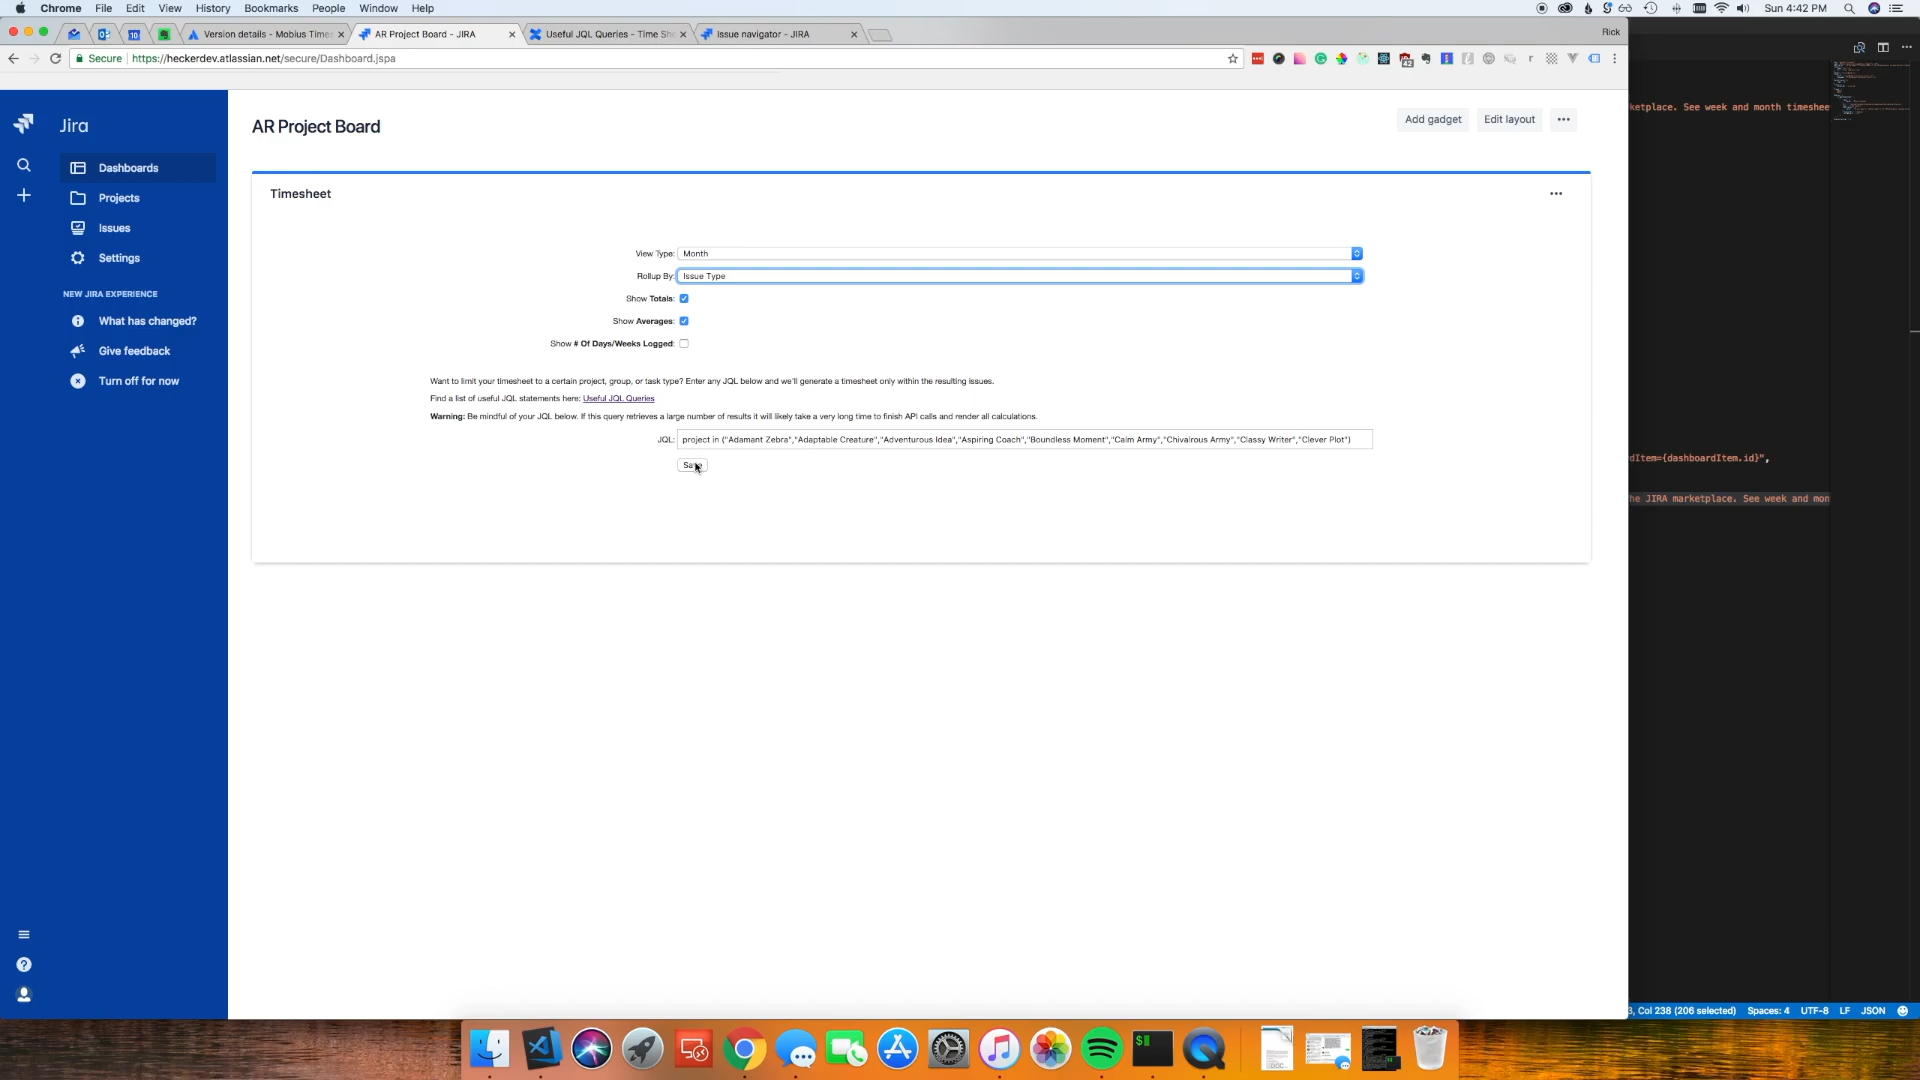 Chrome File Edit View History Bookmarks People Window Help Sun 4:42 PM
Version details - Mobius Times AR Project Board - JIRA Useful JQL Queries - Time She Issue navigator - JIRA Rick
Secure https://heckerdev.atlassian.net/secure/Dashboard.jspa
Jira
Dashboards
Projects
Issues
Settings
NEW JIRA EXPERIENCE
What has changed?
Give feedback
Turn off for now
AR Project Board
Add gadget Edit layout
Timesheet
View Type: Month
Rollup By: Issue Type
Show Totals:
Show Averages:
Show # Of Days/Weeks Logged:
Want to limit your timesheet to a certain project, group, or task type? Enter any JQL below and we'll generate a timesheet only within the resulting issues.
Find a list of useful JQL statements here: Useful JQL Queries
Warning: Be mindful of your JQL below. If this query retrieves a large number of results it will likely take a very long time to finish API calls and render all calculations.
JQL: project in ("Adamant Zebra","Adaptable Creature","Adventurous Idea","Aspiring Coach","Boundless Moment","Calm Army","Chivalrous Army","Classy Writer","Clever Plot")
Save
ketplace. See week and month timeshee
dItem={dashboardItem.id}",
he JIRA marketplace. See week and mon
3, Col 238 (206 selected) Spaces: 4 UTF-8 LF JSON